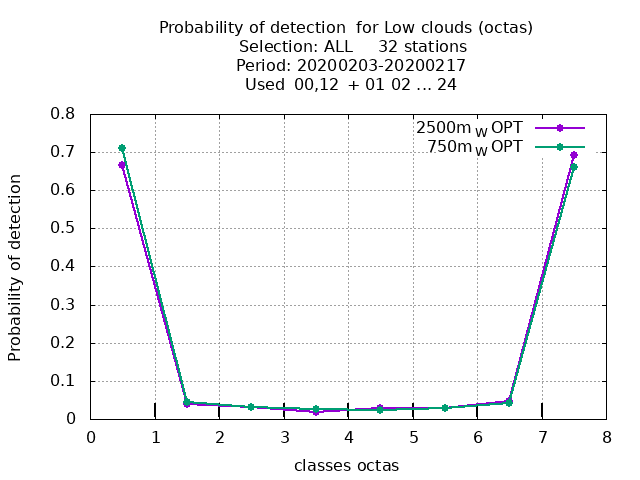 Probability of detection  for Low clouds (octas)
Selection: ALL     32 stations
Period: 20200203-20200217
Used  00,12  + 01 02 ... 24
2500m W OPT
750m W OPT
0.8
0.7
0.6
0.5
0.4
0.3
0.2
0.1
0
Probability of detection
0 1 2 3 4 5 6 7 8
classes octas